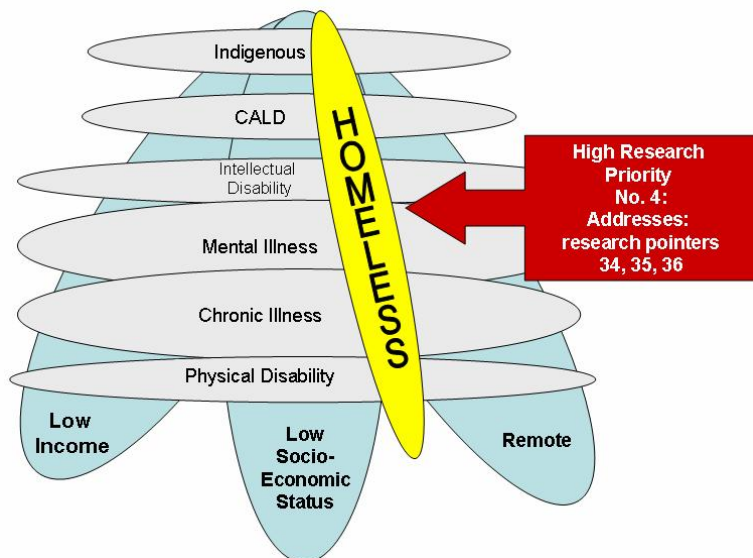 Indigenous
CALD
Intellectual
Disability
Mental Illness
Chronic Illness
Physical Disability
HOMELESS
High Research
Priority
No. 4:
Addresses:
research pointers
34, 35, 36
Low
Income
Low
Socio-
Economic
Status
Remote